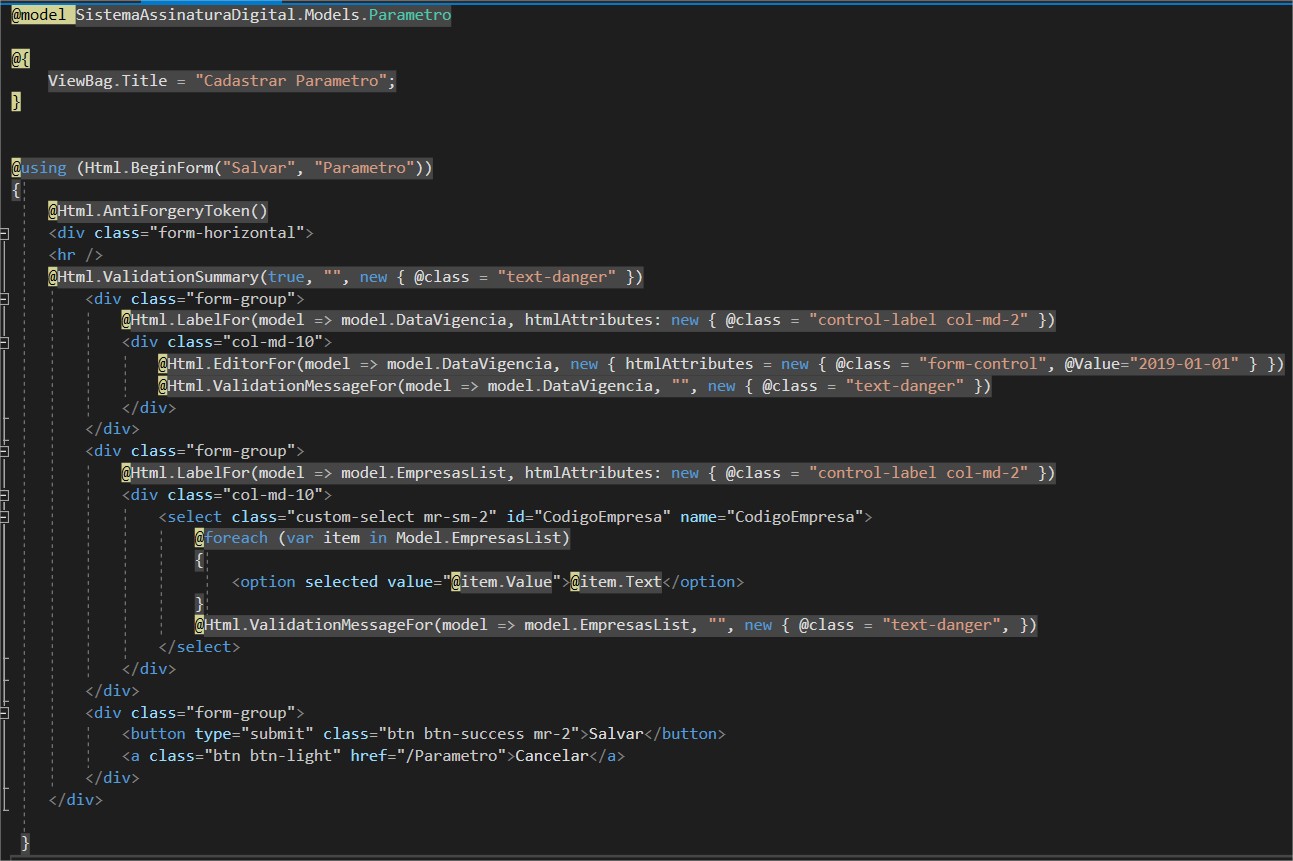 @model SistemaAssinaturaDigital.Models.Parametro
@{
ViewBag.Title = "Cadastrar Parametro";
}
@using (Html.BeginForm("Salvar", "Parametro"))
{
@Html.AntiForgeryToken()
<div class="form-horizontal">
<hr />
@Html.ValidationSummary(true, "", new { @class = "text-danger" })
<div class="form-group">
@Html.LabelFor(model => model.DataVigencia, htmlAttributes: new { @class = "control-label col-md-2" })
<div class="col-md-10">
@Html.EditorFor(model => model.DataVigencia, new { htmlAttributes = new { @class = "form-control", @Value="2019-01-01" } })
@Html.ValidationMessageFor(model => model.DataVigencia, "", new { @class = "text-danger" })
</div>
</div>
<div class="form-group">
@Html.LabelFor(model => model.EmpresasList, htmlAttributes: new { @class = "control-label col-md-2" })
<div class="col-md-10">
<select class="custom-select mr-sm-2" id="CodigoEmpresa" name="CodigoEmpresa">
@foreach (var item in Model.EmpresasList)
{
<option selected value="@item.Value">@item.Text</option>
}
@Html.ValidationMessageFor(model => model.EmpresasList, "", new { @class = "text-danger", })
</select>
</div>
</div>
<div class="form-group">
<button type="submit" class="btn btn-success mr-2">Salvar</button>
<a class="btn btn-light" href="/Parametro">Cancelar</a>
</div>
</div>
}